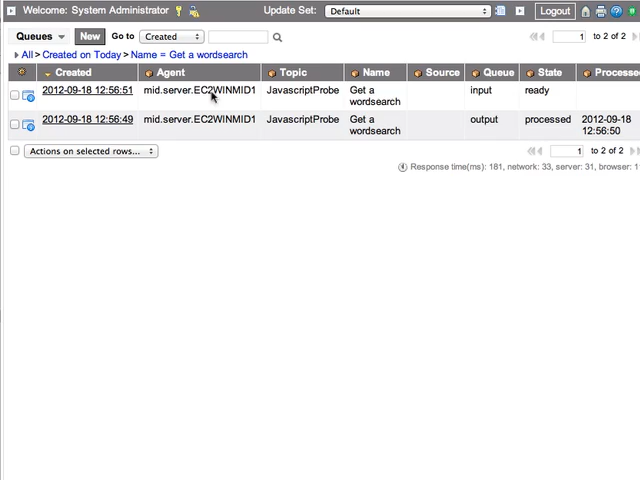 Welcome: System Administrator Update Set: Default Logout
Queues New Go to Created 1 to 2 of 2
All > Created on Today > Name = Get a wordsearch
Created Agent Topic Name Source Queue State Processe
2012-09-18 12:56:51 mid.server.EC2WINMID1 JavascriptProbe Get a wordsearch input ready
2012-09-18 12:56:49 mid.server.EC2WINMID1 JavascriptProbe Get a wordsearch output processed 2012-09-18 12:56:50
Actions on selected rows... 1 to 2 of 2
Response time(ms): 181, network: 33, server: 31, browser: